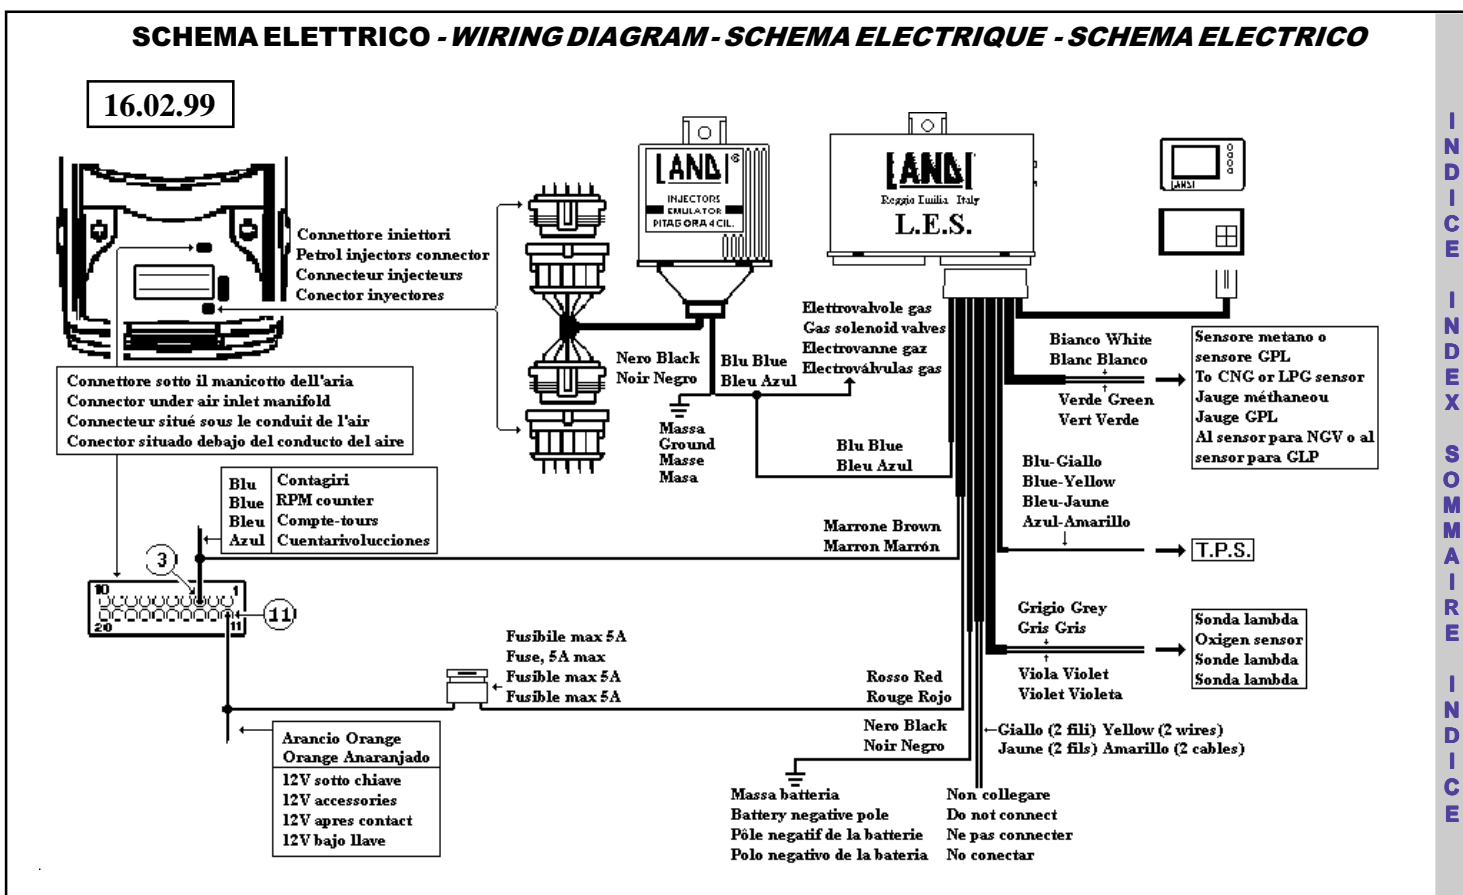 SCHEMA ELETTRICO - WIRING DIAGRAM - SCHEMA ELECTRIQUE - SCHEMA ELECTRICO
16.02.99
Connettore iniettori
Petrol injectors connector
Connecteur injecteurs
Conector inyectores
LANDI®
INJECTORS
EMULATOR
PITAGORA 4 CIL.
LANDI
Reggio Emilia Italy
L.E.S.
LANDI
Connettore sotto il manicotto dell'aria
Connector under air inlet manifold
Connecteur situé sous le conduit de l'air
Conector situado debajo del conducto del aire
Nero Black
Noir Negro
Blu Blue
Bleu Azul
Elettrovalvole gas
Gas solenoid valves
Electrovanne gaz
Electroválvulas gas
Massa
Ground
Masse
Masa
Blu Blue
Bleu Azul
Bianco White
Blanc Blanco
Verde Green
Vert Verde
Sensore metano o
sensore GPL
To CNG or LPG sensor
Jauge méthaneou
Jauge GPL
Al sensor para NGV o al
sensor para GLP
Blu-Giallo
Blue-Yellow
Bleu-Jaune
Azul-Amarillo
T.P.S.
Blu Contagiri
Blue RPM counter
Bleu Compte-tours
Azul Cuentarivolucciones
Marrone Brown
Marron Marrón
3
10 1
20 11
11
Grigio Grey
Gris Gris
Viola Violet
Violet Violeta
Sonda lambda
Oxigen sensor
Sonde lambda
Sonda lambda
Fusibile max 5A
Fuse, 5A max
Fusible max 5A
Fusible max 5A
Rosso Red
Rouge Rojo
Nero Black
Noir Negro
Giallo (2 fili) Yellow (2 wires)
Jaune (2 fils) Amarillo (2 cables)
Arancio Orange
Orange Anaranjado
12V sotto chiave
12V accessories
12V apres contact
12V bajo llave
Massa batteria
Battery negative pole
Pôle negatif de la batterie
Polo negativo de la bateria
Non collegare
Do not connect
Ne pas connecter
No conectar
INDICE INDEX SOMMAIRE INDICE